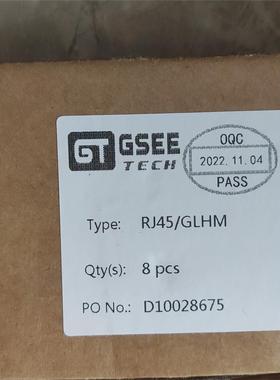 GT GSEE
TECH
OQC
2022.11.04
PASS
Type: RJ45/GLHM
Qty(s): 8 pcs
PO No.: D10028675